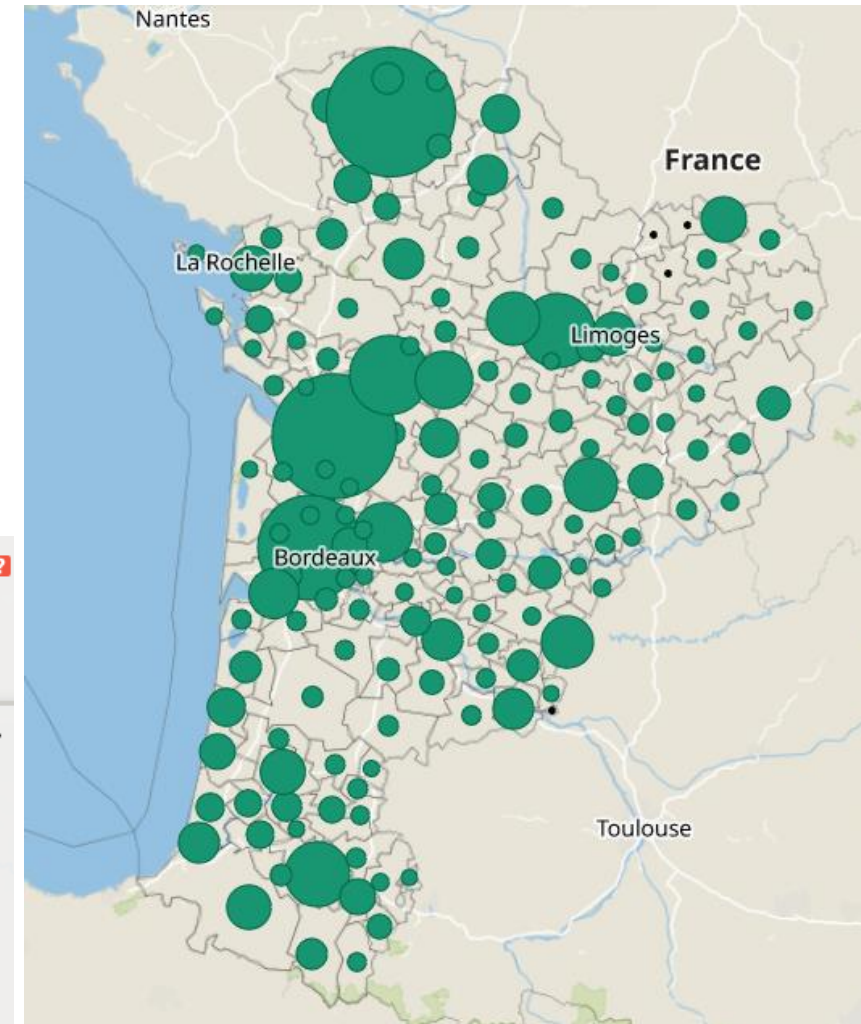 Nantes
France
La Rochelle
Limoges
?
Bordeaux
Toulouse